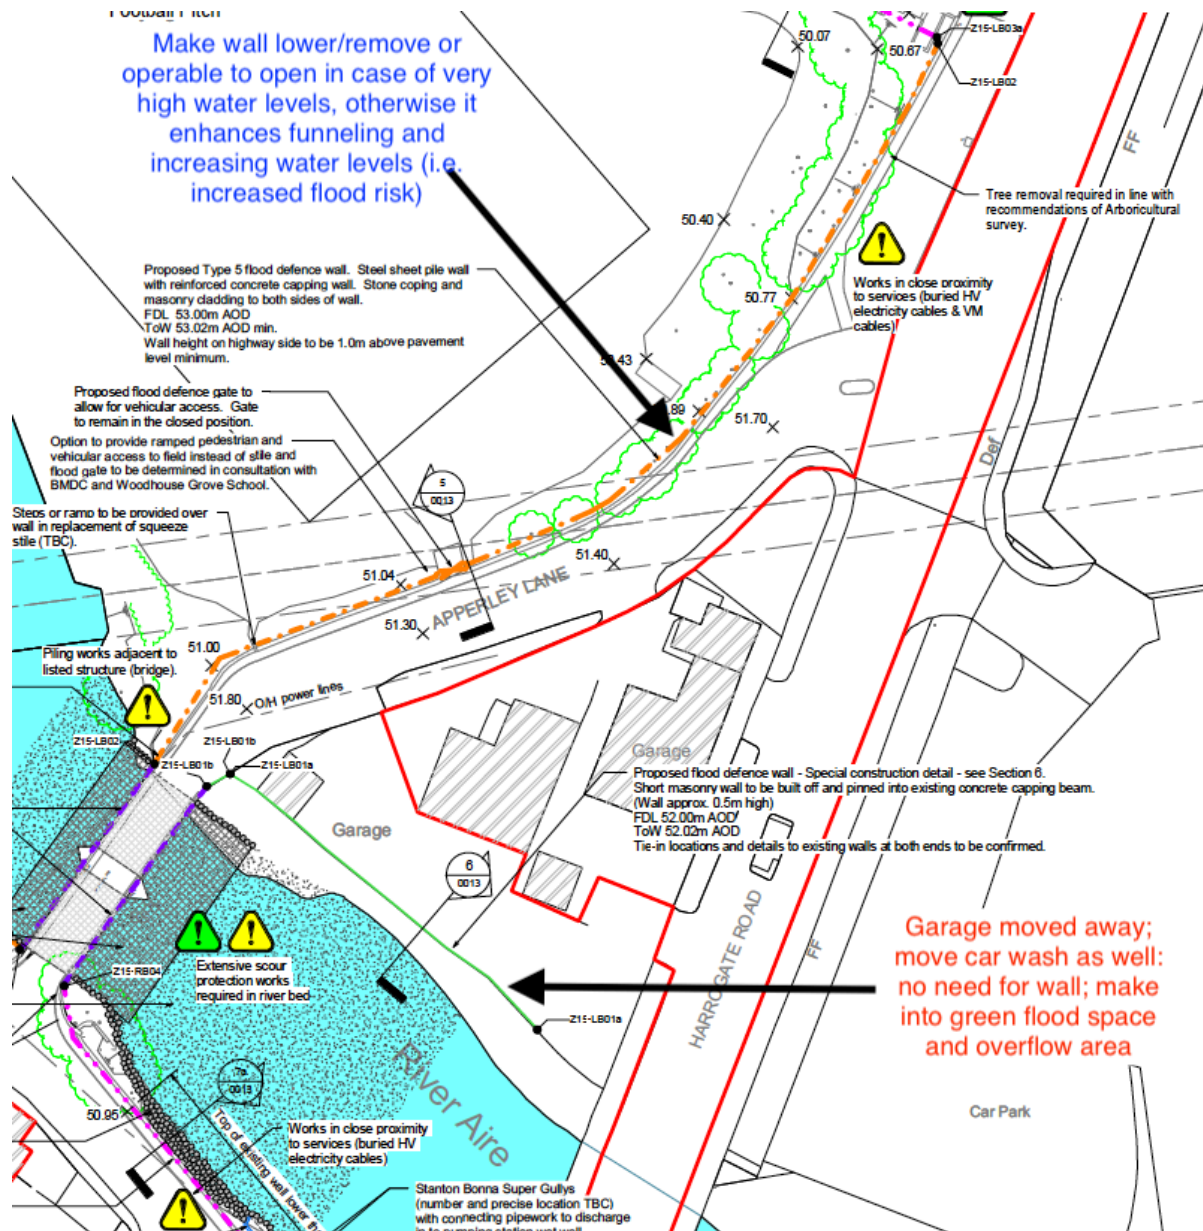 Football Pitch
Make wall lower/remove or
operable to open in case of very
high water levels, otherwise it
enhances funneling and
increasing water levels (i.e.
increased flood risk)
50.07
50.67
Z15-LB03a
Z15-LB02
FF
Tree removal required in line with
recommendations of Arboricultural
survey.
50.40
Works in close proximity
to services (buried HV
electricity cables & VM
cables)
Proposed Type 5 flood defence wall. Steel sheet pile wall
with reinforced concrete capping wall. Stone coping and
masonry cladding to both sides of wall.
FDL 53.00m AOD
ToW 53.02m AOD min.
Wall height on highway side to be 1.0m above pavement
level minimum.
50.77
.43
.89
51.70
Proposed flood defence gate to
allow for vehicular access. Gate
to remain in the closed position.
Option to provide ramped pedestrian and
vehicular access to field instead of stile and
flood gate to be determined in consultation with
BMDC and Woodhouse Grove School.
Def
5
0013
Steps or ramp to be provided over
wall in replacement of squeeze
stile (TBC).
51.40
51.04
APPERLEY LANE
51.30
51.00
Piling works adjacent to
listed structure (bridge).
51.80
O/H power lines
Z15-LB02
Z15-LB01b
Z15-LB01b
Z15-LB01a
Garage
Proposed flood defence wall - Special construction detail - see Section 6.
Short masonry wall to be built off and pinned into existing concrete capping beam.
(Wall approx. 0.5m high)
FDL 52.00m AOD
ToW 52.02m AOD
Tie-in locations and details to existing walls at both ends to be confirmed.
Garage
6
0013
HARROGATE ROAD
FF
Garage moved away;
move car wash as well:
no need for wall; make
into green flood space
and overflow area
Z15-RB04
Extensive scour
protection works
required in river bed
Z15-LB01a
River Aire
7a
0013
50.95
Top of existing wall lower
Works in close proximity
to services (buried HV
electricity cables)
Car Park
Stanton Bonna Super Gullys
(number and precise location TBC)
with connecting pipework to discharge